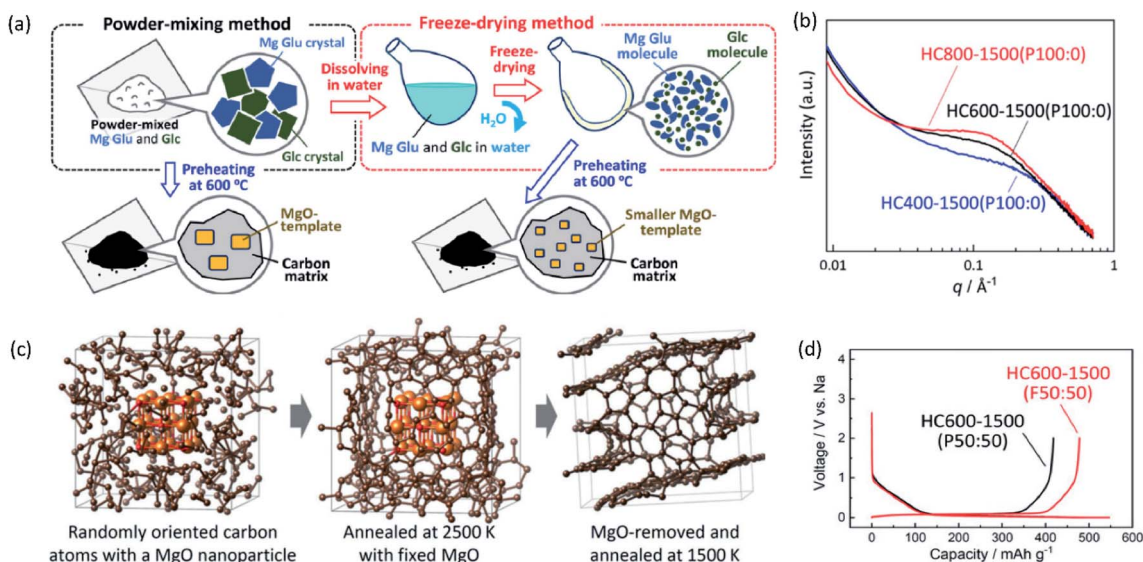 (a)
Powder-mixing method
Mg Glu crystal
Powder-mixed
Mg Glu and Glc
Glc crystal
Dissolving
in water
Freeze-drying method
Freeze-
drying
H₂O
Mg Glu and Glc in water
Mg Glu
molecule
Glc
molecule
Preheating
at 600 ºC
MgO-
template
Carbon
matrix
Preheating
at 600 ºC
Smaller MgO-
template
Carbon
matrix
(b)
Intensity (a.u.)
HC800-1500(P100:0)
HC600-1500(P100:0)
HC400-1500(P100:0)
0.01
0.1
1
q / Å⁻¹
(c)
Randomly oriented carbon
atoms with a MgO nanoparticle
Annealed at 2500 K
with fixed MgO
MgO-removed and
annealed at 1500 K
(d)
Voltage / V vs. Na
4
3
2
1
0
HC600-1500
(F50:50)
HC600-1500
(P50:50)
0 100 200 300 400 500 600
Capacity / mAh g⁻¹